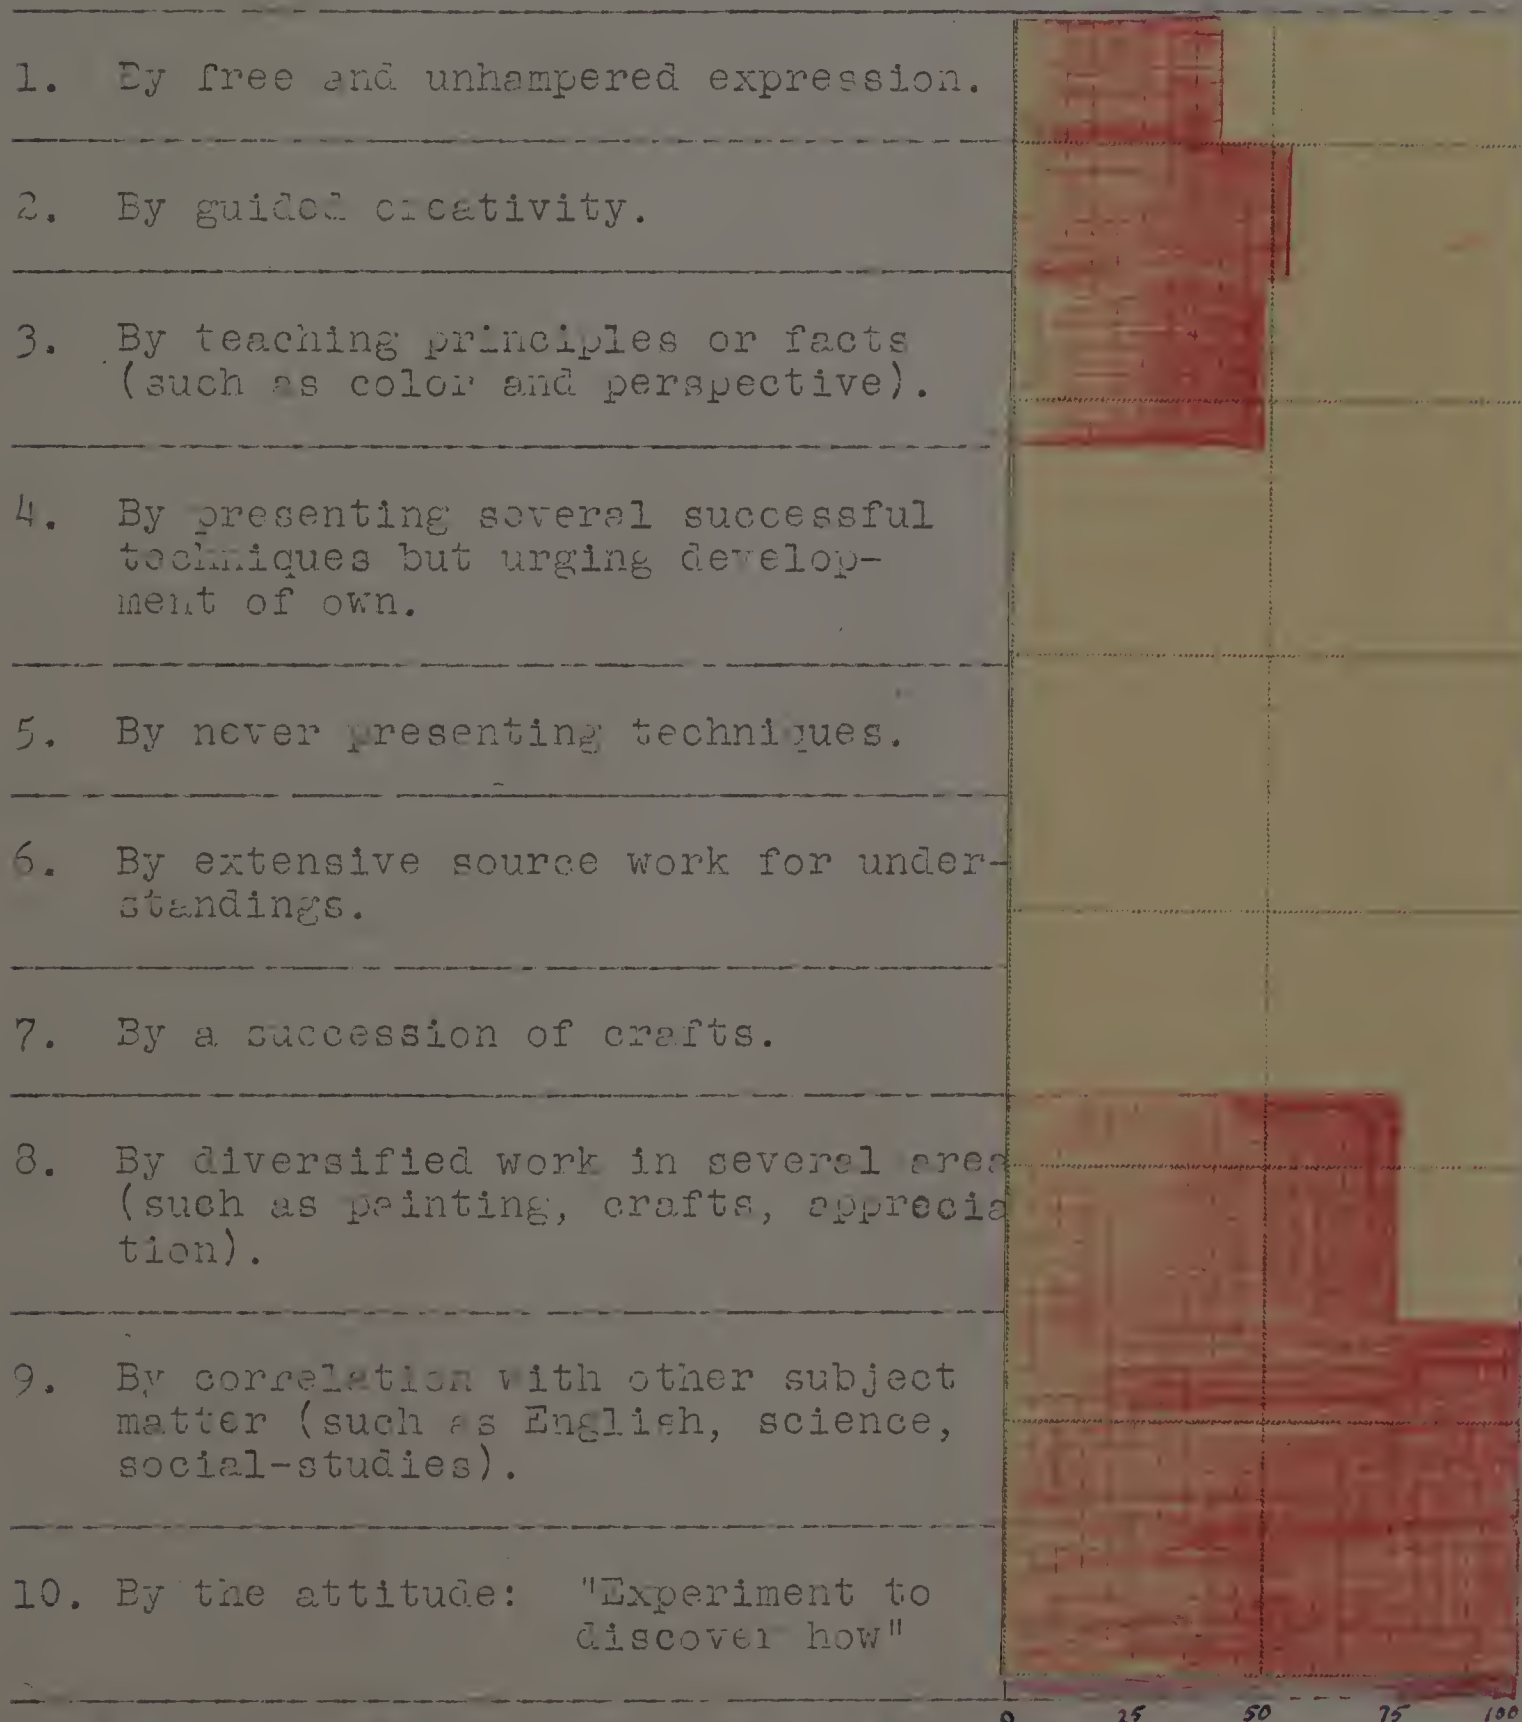 1. By free and unhampered expression.
2. By guided creativity.
3. By teaching principles or facts
(such as color and perspective).
4. By presenting several successful
techniques but urging develop-
ment of own.
5. By never presenting techniques.
6. By extensive source work for under-
standings.
7. By a succession of crafts.
8. By diversified work in several area
(such as painting, crafts, apprecia
tion).
9. By correlation with other subject
matter (such as English, science,
social-studies).
10. By the attitude: "Experiment to
discover how"
0 25 50 75 100